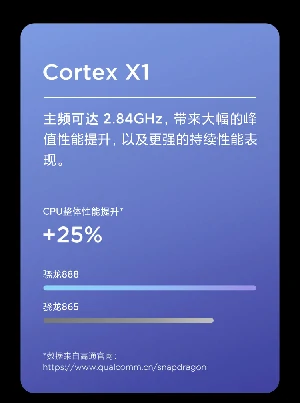 Cortex X1
主频可达 2.84GHz，带来大幅的峰
值性能提升，以及更强的持续性能表
现。
CPU整体性能提升*
+25%
骁龙888
骁龙865
*数据来自高通官网：
https://www.qualcomm.cn/snapdragon